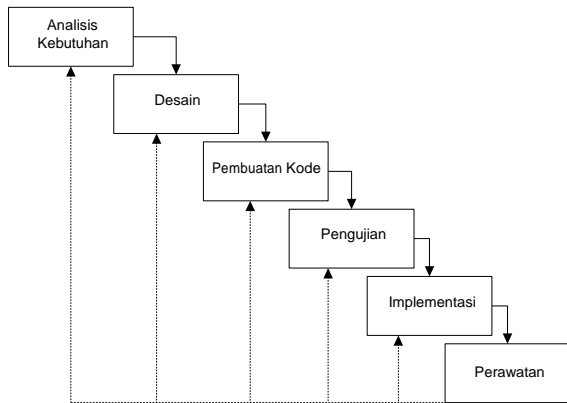 Analisis
Kebutuhan
Desain
Pembuatan Kode
Pengujian
Implementasi
Perawatan